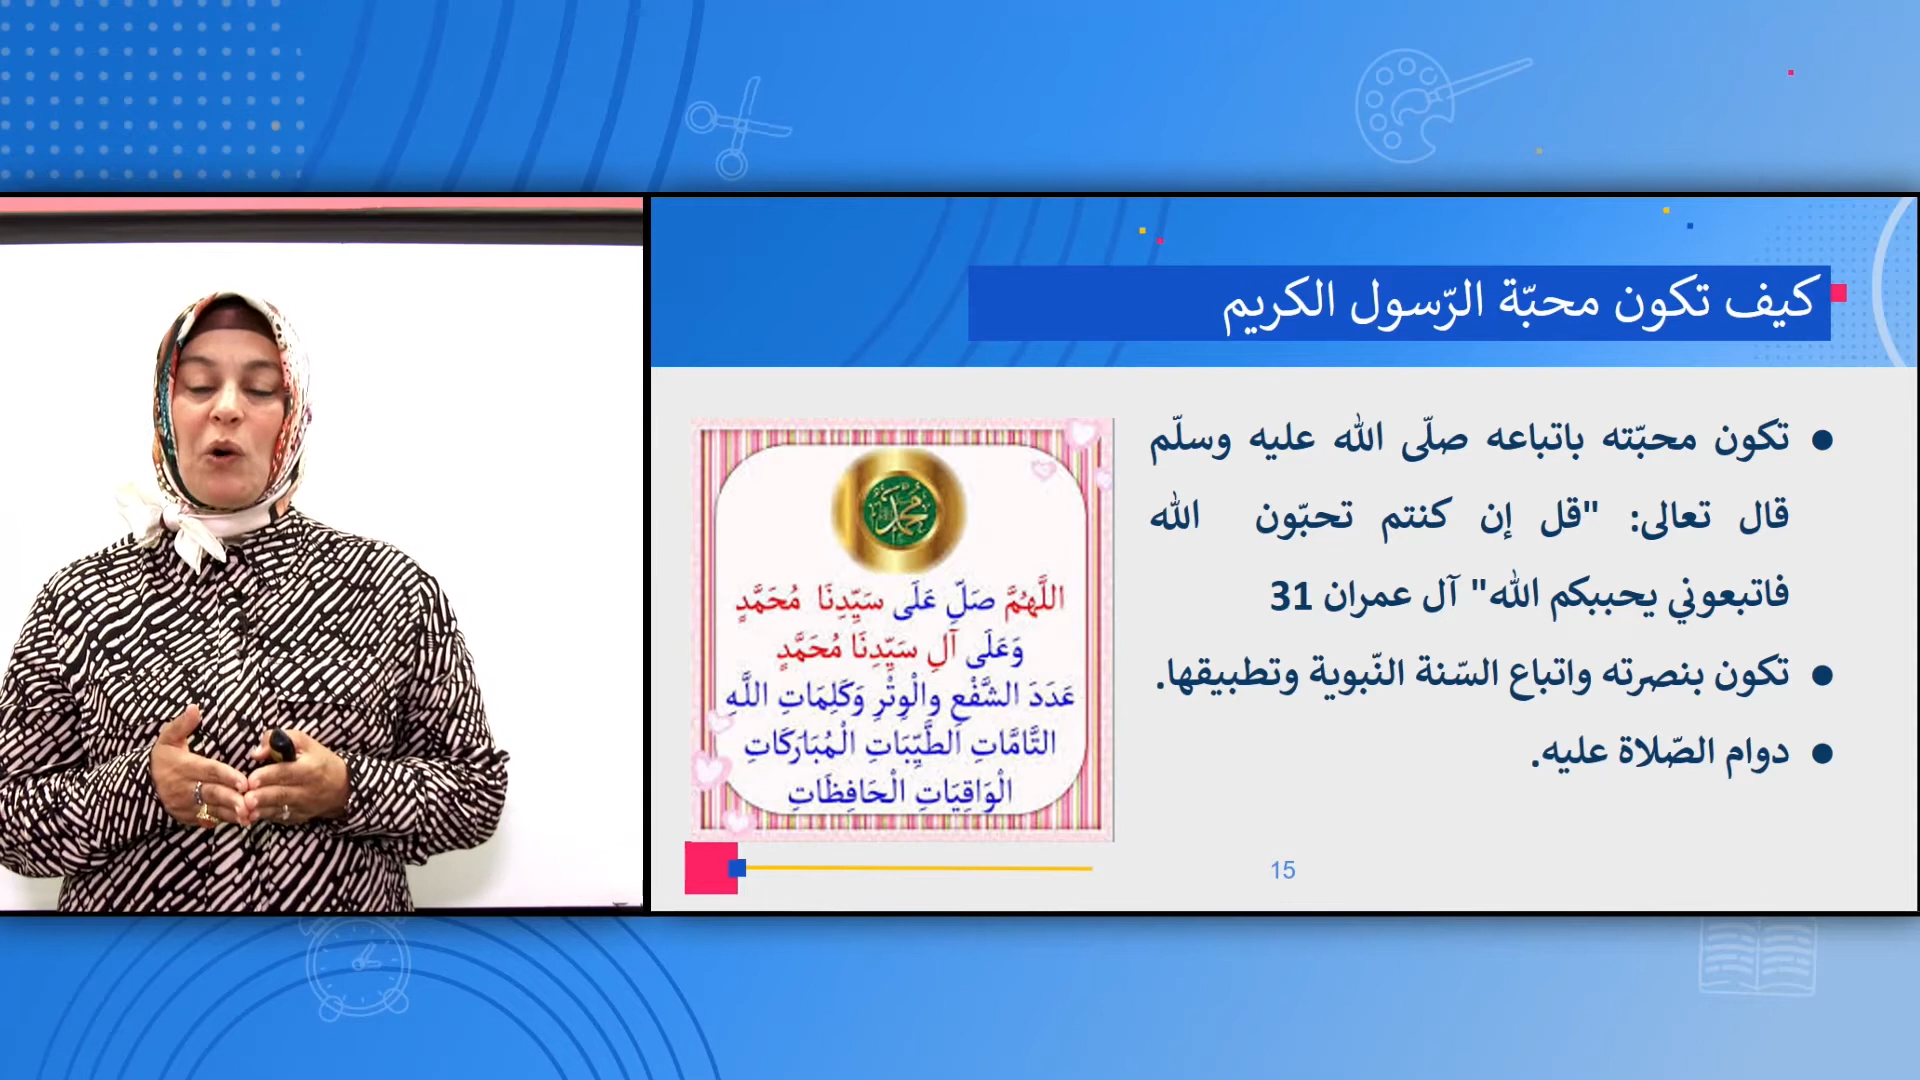 كيف تكون محبّة الرّسول الكريم
● تكون محبّته باتباعه صلّى الله عليه وسلّم
قال تعالى: "قل إن كنتم تحبّون الله
فاتبعوني يحببكم الله" آل عمران 31
● تكون بنصرته واتباع السّنة النّبوية وتطبيقها.
● دوام الصّلاة عليه.
محمد
اللَّهُمَّ صَلِّ عَلَى سَيِّدِنَا مُحَمَّدٍ
وَعَلَى آلِ سَيِّدِنَا مُحَمَّدٍ
عَدَدَ الشَّفْعِ والْوِتْرِ وَكَلِمَاتِ اللَّهِ
التَّامَّاتِ الطَّيِّبَاتِ الْمُبَارَكَاتِ
الْوَاقِيَاتِ الْحَافِظَاتِ
15